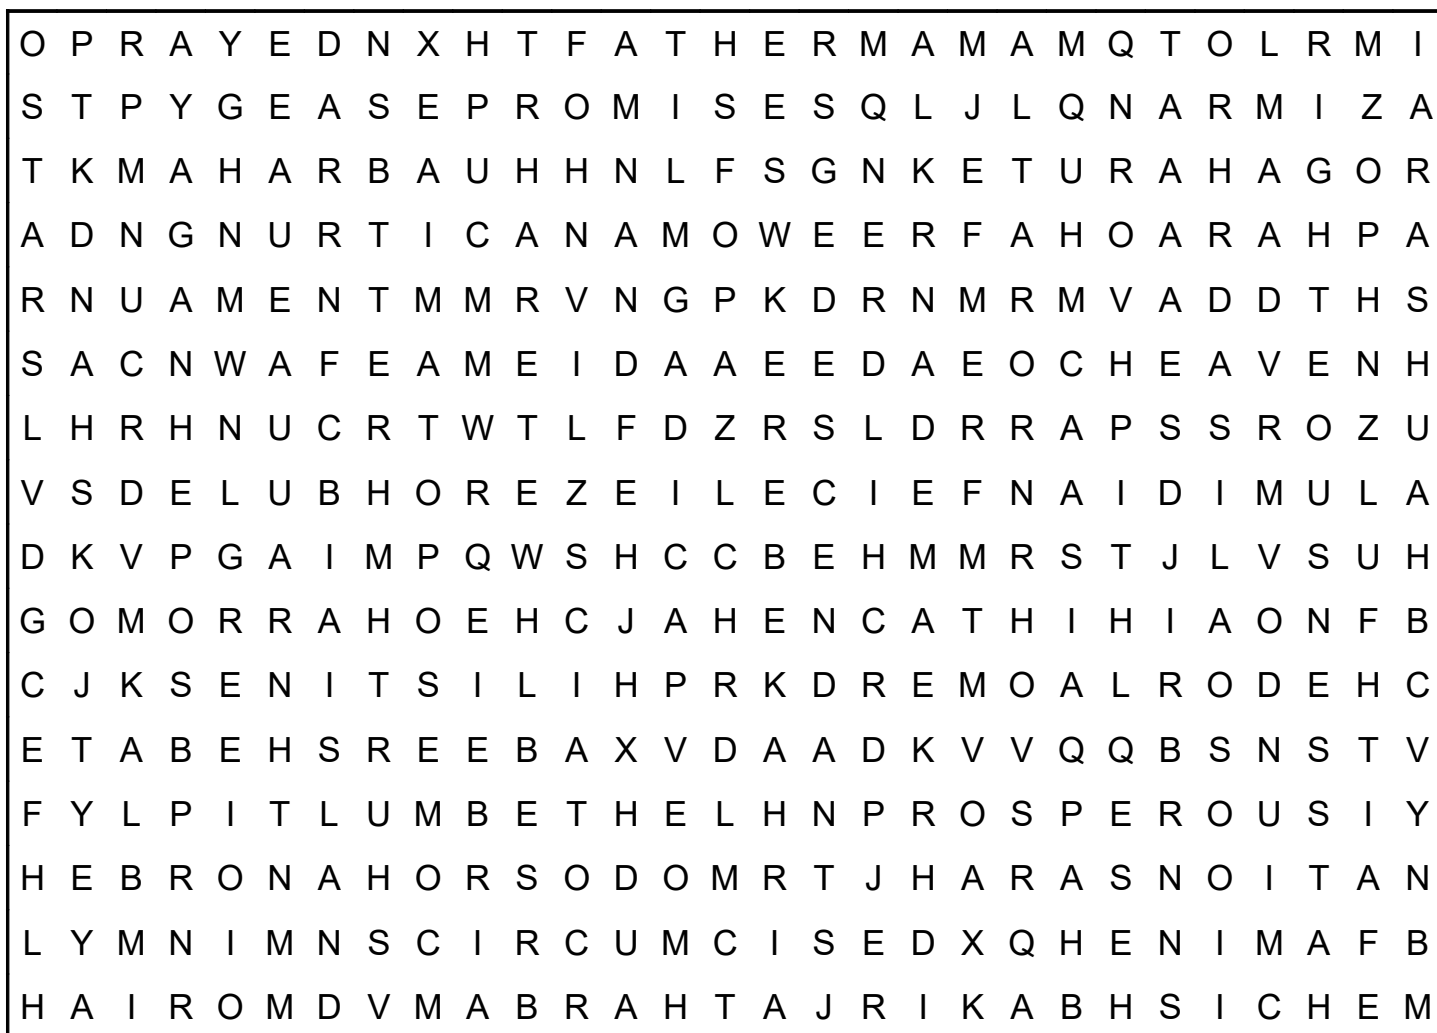 O P R A Y E D N X H T F A T H E R M A M A M Q T O L R M I
S T P Y G E A S E P R O M I S E S Q L J L Q N A R M I Z A
T K M A H A R B A U H H N L F S G N K E T U R A H A G O R
A D N G N U R T I C A N A M O W E E R F A H O A R A H P A
R N U A M E N T M M R V N G P K D R N M R M V A D D T H S
S A C N W A F E A M E I D A A E E D A E O C H E A V E N H
L H R H N U C R T W T L F D Z R S L D R R A P S S R O Z U
V S D E L U B H O R E Z E I L E C I E F N A I D I M U L A
D K V P G A I M P Q W S H C C B E H M M R S T J L V S U H
G O M O R R A H O E H C J A H E N C A T H I H I A O N F B
C J K S E N I T S I L I H P R K D R E M O A L R O D E H C
E T A B E H S R E E B A X V D A A D K V V Q Q B S N S T V
F Y L P I T L U M B E T H E L H N P R O S P E R O U S I Y
H E B R O N A H O R S O D O M R T J H A R A S N O I T A N
L Y M N I M N S C I R C U M C I S E D X Q H E N I M A F B
H A I R O M D V M A B R A H T A J R I K A B H S I C H E M